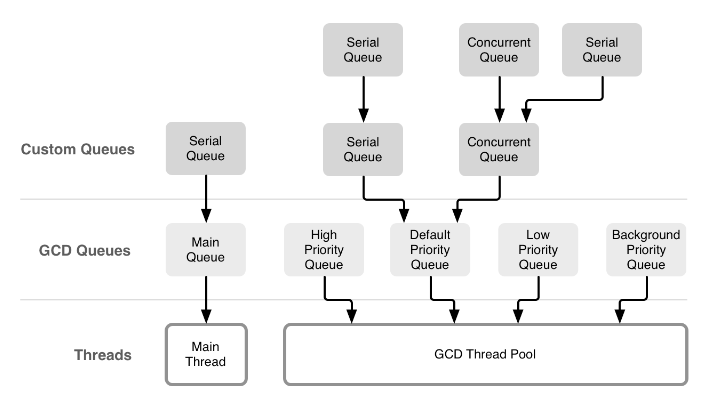 Serial
Queue
Concurrent
Queue
Serial
Queue
Custom Queues
Serial
Queue
Serial
Queue
Concurrent
Queue
GCD Queues
Main
Queue
High
Priority
Queue
Default
Priority
Queue
Low
Priority
Queue
Background
Priority
Queue
Threads
Main
Thread
GCD Thread Pool